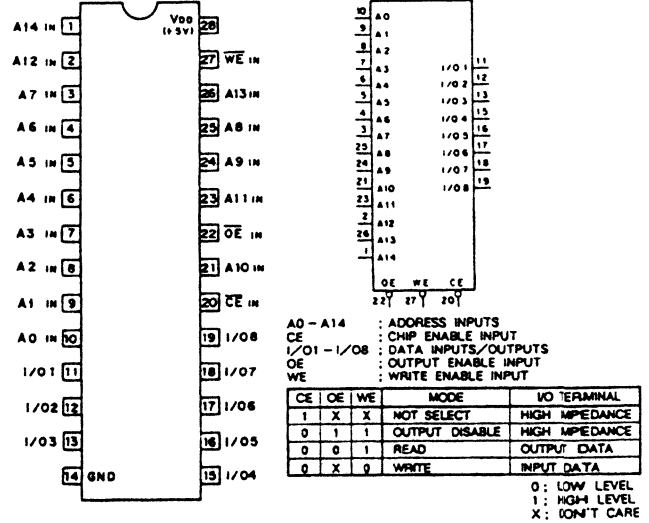 A14 IN 1
A12 IN 2
A7 IN 3
A6 IN 4
A5 IN 5
A4 IN 6
A3 IN 7
A2 IN 8
A1 IN 9
A0 IN 10
I/O1 11
I/O2 12
I/O3 13
14 GND
VDD 28
(+5V)
27 WE IN
26 A13 IN
25 A8 IN
24 A9 IN
23 A11 IN
22 OE IN
21 A10 IN
20 CE IN
19 I/O8
18 I/O7
17 I/O6
16 I/O5
15 I/O4
10 A0
9 A1
8 A2
7 A3
6 A4
5 A5
4 A6
3 A7
25 A8
24 A9
21 A10
23 A11
2 A12
26 A13
1 A14
I/O1 11
I/O2 12
I/O3 13
I/O4 15
I/O5 16
I/O6 17
I/O7 18
I/O8 19
OE WE CE
22 27 20
A0 - A14 : ADDRESS INPUTS
CE : CHIP ENABLE INPUT
I/O1 - I/O8 : DATA INPUTS/OUTPUTS
OE : OUTPUT ENABLE INPUT
WE : WRITE ENABLE INPUT
CE OE WE MODE I/O TERMINAL
1 X X NOT SELECT HIGH IMPEDANCE
0 1 1 OUTPUT DISABLE HIGH IMPEDANCE
0 0 1 READ OUTPUT DATA
0 X 0 WRITE INPUT DATA
0 : LOW LEVEL
1 : HIGH LEVEL
X : DON'T CARE